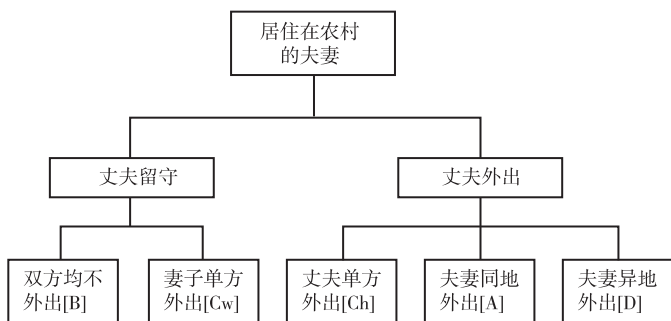 居住在农村
的夫妻
丈夫留守
丈夫外出
双方均不
外出[B]
妻子单方
外出[Cw]
丈夫单方
外出[Ch]
夫妻同地
外出[A]
夫妻异地
外出[D]